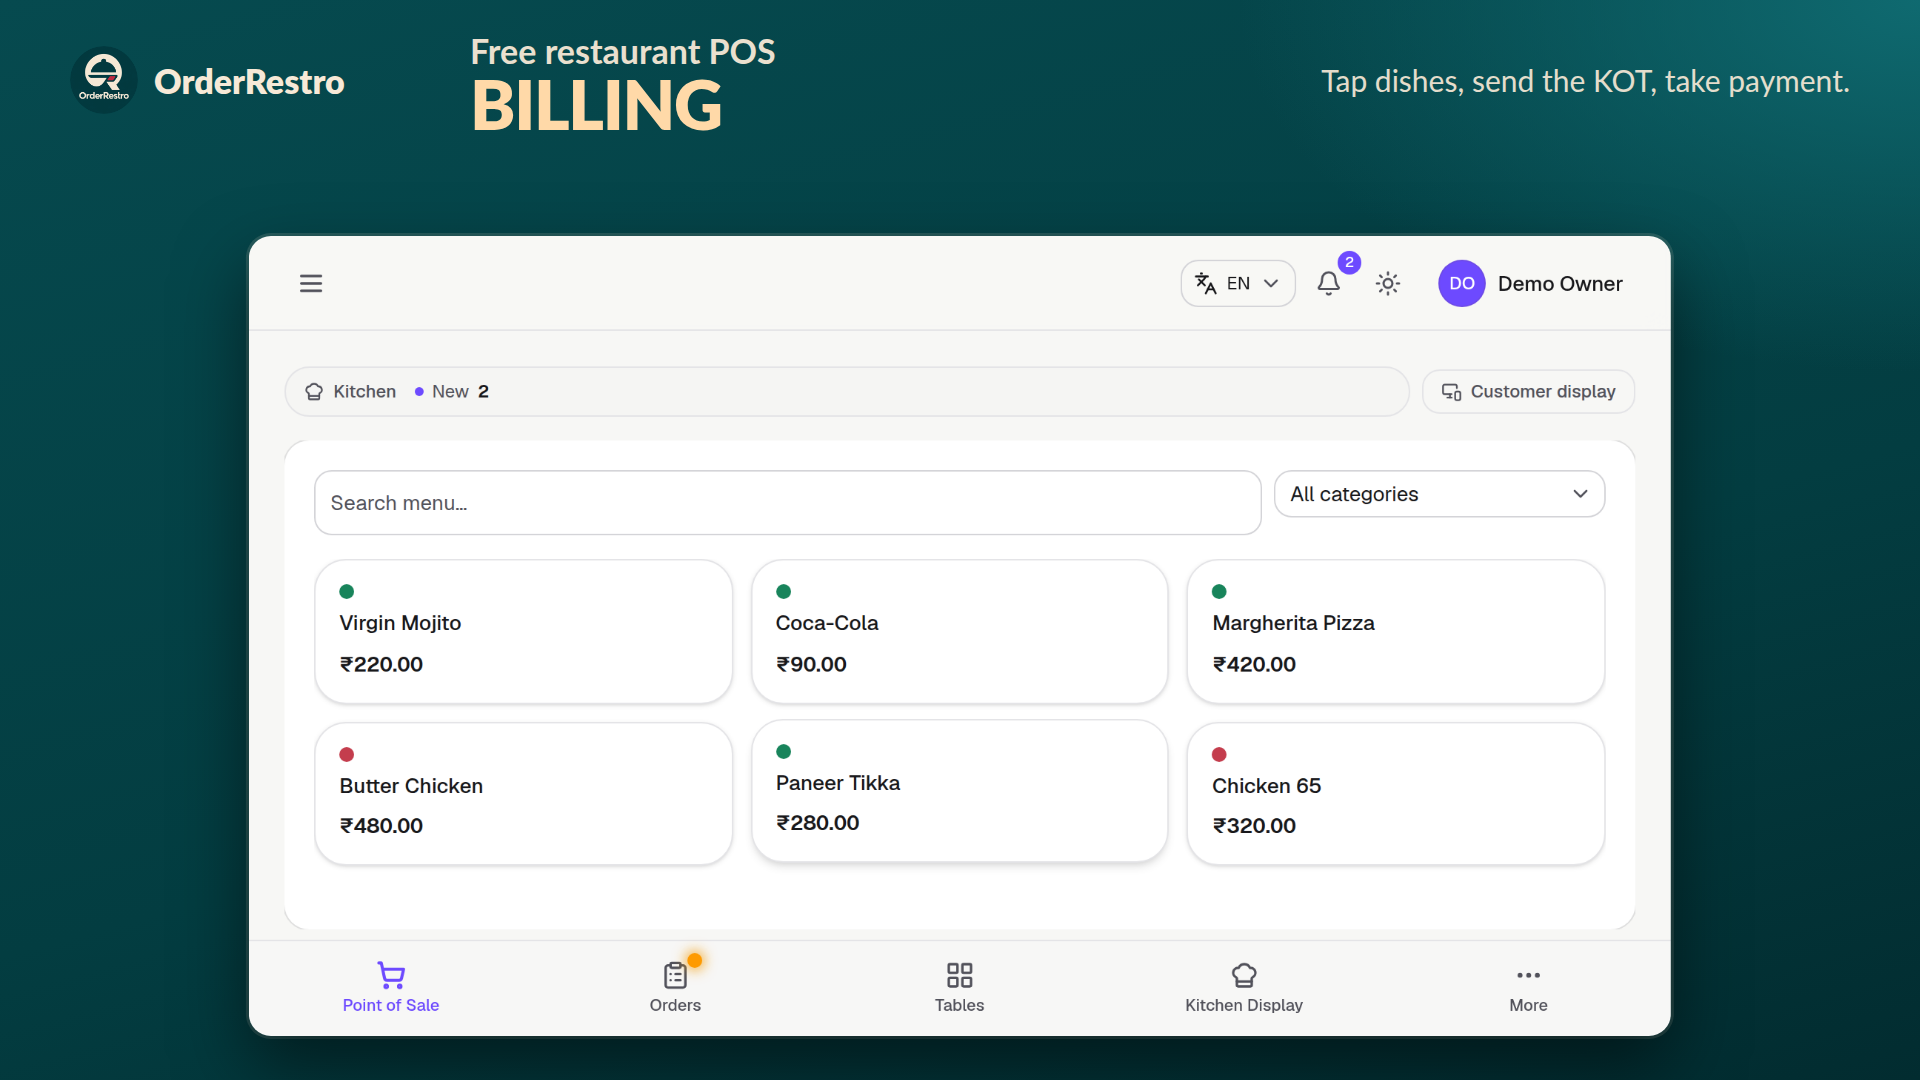 OrderRestro
OrderRestro
Free restaurant POS
BILLING
Tap dishes, send the KOT, take payment.
EN
2
DO
Demo Owner
Kitchen
New 2
Customer display
Search menu...
All categories
Virgin Mojito
₹220.00
Coca-Cola
₹90.00
Margherita Pizza
₹420.00
Butter Chicken
₹480.00
Paneer Tikka
₹280.00
Chicken 65
₹320.00
Point of Sale
Orders
Tables
Kitchen Display
More